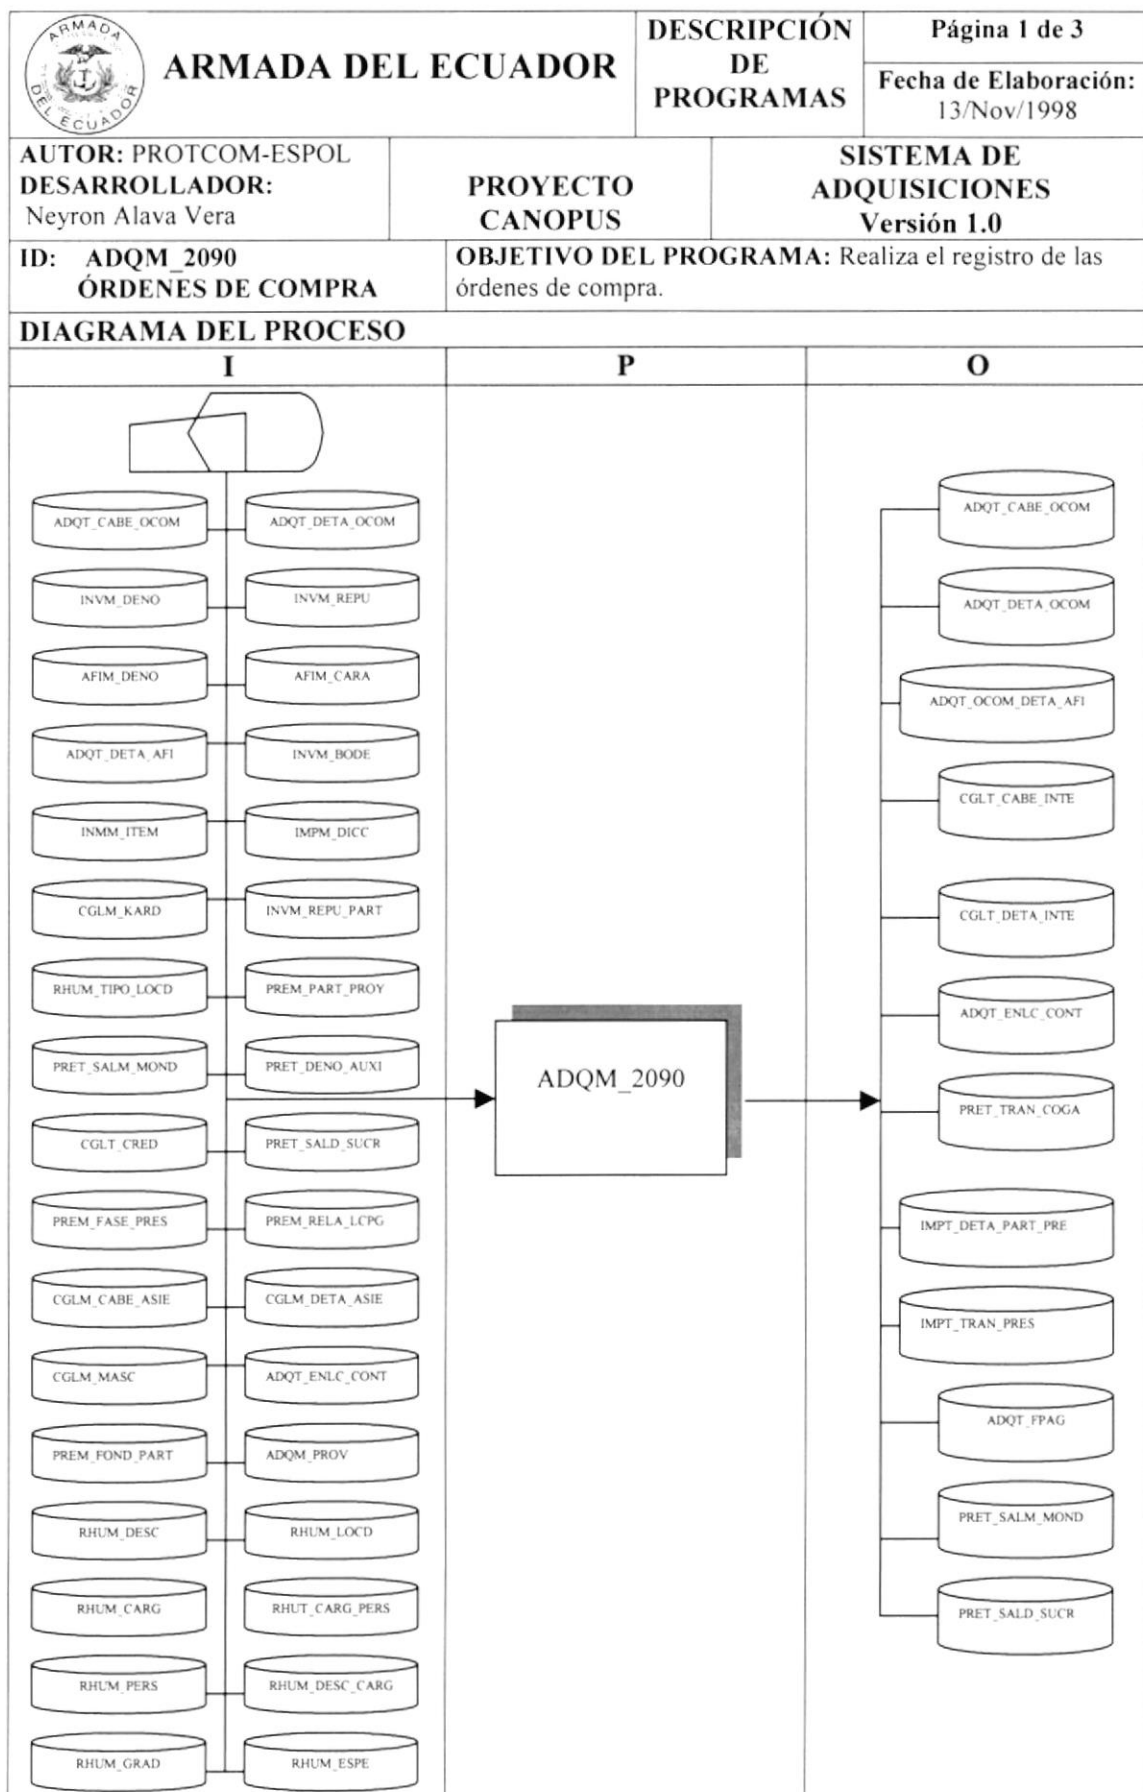 ARMADA
DEL ECUADOR
ARMADA DEL ECUADOR
DESCRIPCIÓN
DE
PROGRAMAS
Página 1 de 3
Fecha de Elaboración:
13/Nov/1998
AUTOR: PROTCOM-ESPOL
DESARROLLADOR:
Neyron Alava Vera
PROYECTO
CANOPUS
SISTEMA DE
ADQUISICIONES
Versión 1.0
ID: ADQM_2090
ÓRDENES DE COMPRA
OBJETIVO DEL PROGRAMA: Realiza el registro de las
órdenes de compra.
DIAGRAMA DEL PROCESO
I P O
ADQT_CABE_OCOM ADQT_DETA_OCOM
INVM_DENO INVM_REPU
AFIM_DENO AFIM_CARA
ADQT_DETA_AFI INVM_BODE
INMM_ITEM IMPM_DICC
CGLM_KARD INVM_REPU_PART
RHUM_TIPO_LOCD PREM_PART_PROY
PRET_SALM_MOND PRET_DENO_AUXI
CGLT_CRED PRET_SALD_SUCR
PREM_FASE_PRES PREM_RELA_LCPG
CGLM_CABE_ASIE CGLM_DETA_ASIE
CGLM_MASC ADQT_ENLC_CONT
PREM_FOND_PART ADQM_PROV
RHUM_DESC RHUM_LOCD
RHUM_CARG RHUT_CARG_PERS
RHUM_PERS RHUM_DESC_CARG
RHUM_GRAD RHUM_ESPE
ADQM_2090
ADQT_CABE_OCOM
ADQT_DETA_OCOM
ADQT_OCOM_DETA_AFI
CGLT_CABE_INTE
CGLT_DETA_INTE
ADQT_ENLC_CONT
PRET_TRAN_COGA
IMPT_DETA_PART_PRE
IMPT_TRAN_PRES
ADQT_FPAG
PRET_SALM_MOND
PRET_SALD_SUCR